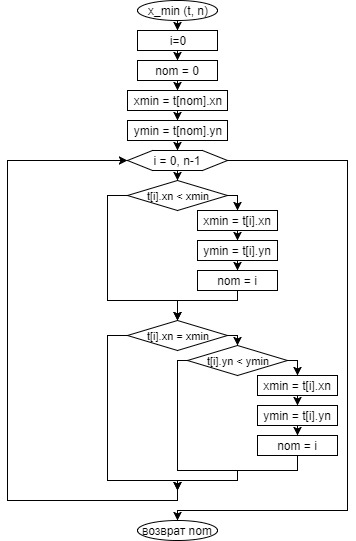 x_min (t, n)
i=0
nom = 0
xmin = t[nom].xn
ymin = t[nom].yn
i = 0, n-1
t[i].xn < xmin
xmin = t[i].xn
ymin = t[i].yn
nom = i
t[i].xn = xmin
t[i].yn < ymin
xmin = t[i].xn
ymin = t[i].yn
nom = i
возврат nom